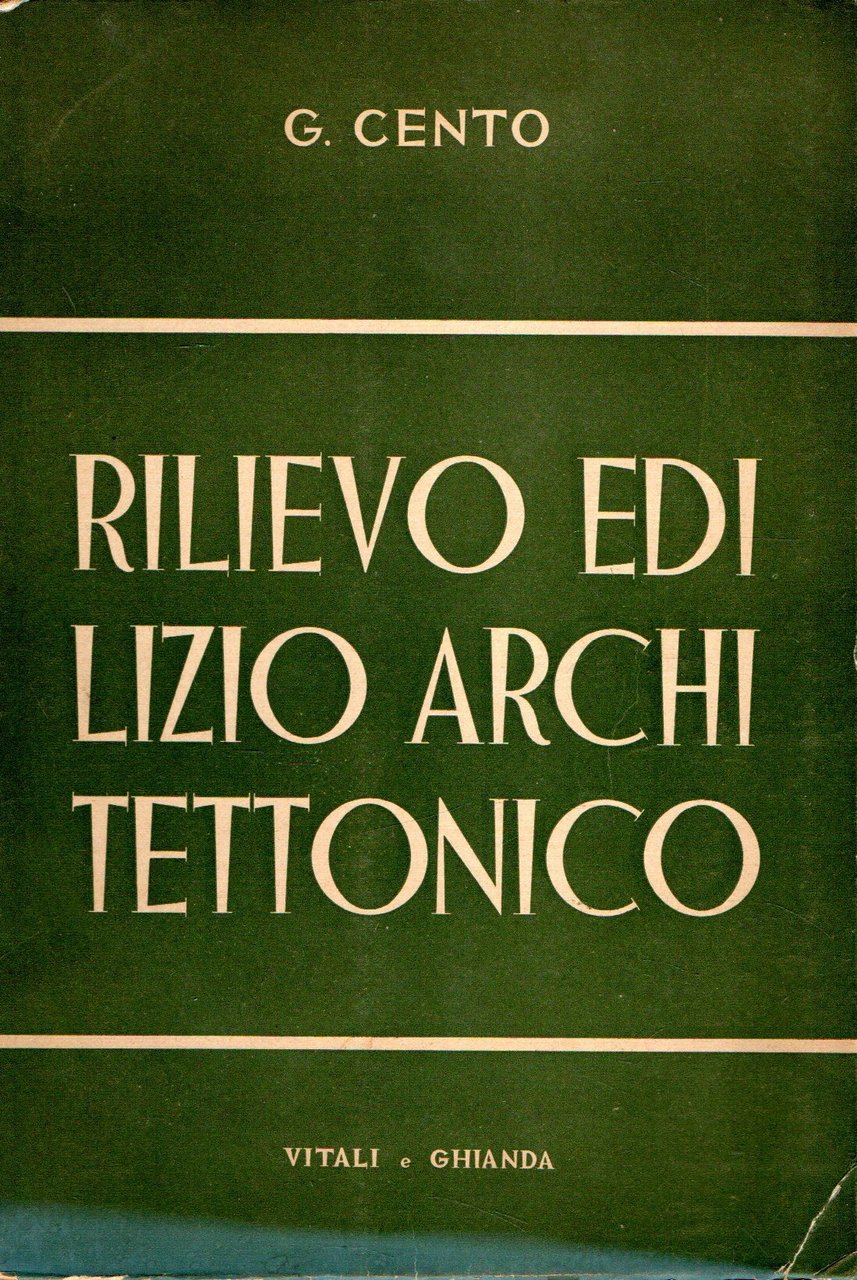 G. CENTO
RILIEVO EDI
LIZIO ARCHI
TETTONICO
VITALI e GHIANDA